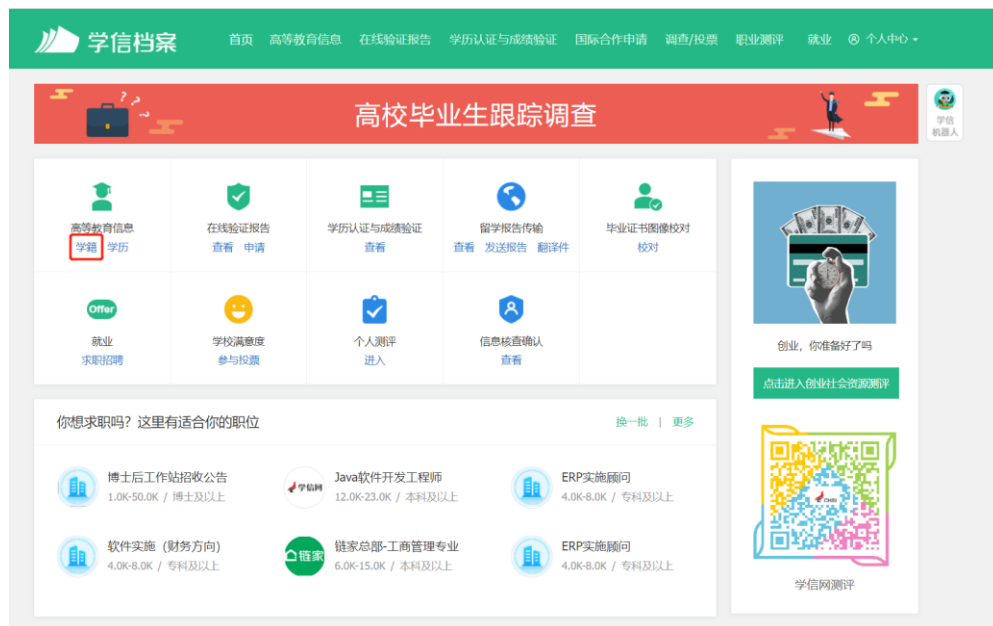 学信档案
首页 高等教育信息 在线验证报告 学历认证与成绩验证 国际合作申请 调查/投票 职业测评 就业 个人中心
? ? ?
高校毕业生跟踪调查
学信
机器人
高等教育信息
学籍 学历
在线验证报告
查看 申请
学历认证与成绩验证
查看
留学报告传输
查看 发送报告 翻译件
毕业证书图像校对
校对
Offer
就业
求职招聘
学校满意度
参与投票
个人测评
进入
信息核查确认
查看
创业，你准备好了吗
点击进入创业社会资源测评
你想求职吗？这里有适合你的职位
换一批 | 更多
博士后工作站招收公告
1.0K-50.0K / 博士及以上
学信网
Java软件开发工程师
12.0K-23.0K / 本科及以上
ERP实施顾问
4.0K-8.0K / 专科及以上
软件实施（财务方向）
4.0K-8.0K / 专科及以上
链家
链家总部-工商管理专业
6.0K-15.0K / 本科及以上
ERP实施顾问
4.0K-8.0K / 专科及以上
CHSI
学信网测评